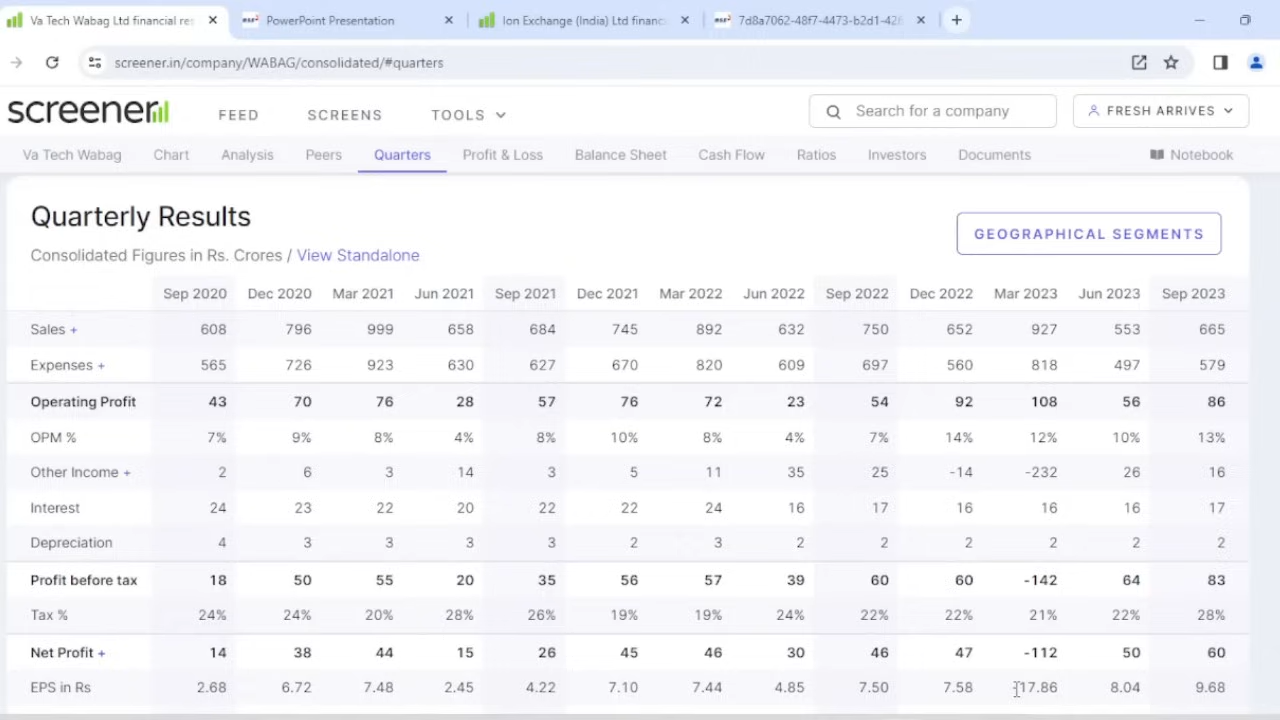 Va Tech Wabag Ltd financial res
PowerPoint Presentation
Ion Exchange (India) Ltd financ
7d8a7062-48f7-4473-b2d1-428
screener.in/company/WABAG/consolidated/#quarters
screener
FEED
SCREENS
TOOLS
Search for a company
FRESH ARRIVES
Va Tech Wabag Chart Analysis Peers Quarters Profit & Loss Balance Sheet Cash Flow Ratios Investors Documents Notebook
Quarterly Results
GEOGRAPHICAL SEGMENTS
Consolidated Figures in Rs. Crores / View Standalone
Sep 2020 Dec 2020 Mar 2021 Jun 2021 Sep 2021 Dec 2021 Mar 2022 Jun 2022 Sep 2022 Dec 2022 Mar 2023 Jun 2023 Sep 2023
Sales + 608 796 999 658 684 745 892 632 750 652 927 553 665
Expenses + 565 726 923 630 627 670 820 609 697 560 818 497 579
Operating Profit 43 70 76 28 57 76 72 23 54 92 108 56 86
OPM % 7% 9% 8% 4% 8% 10% 8% 4% 7% 14% 12% 10% 13%
Other Income + 2 6 3 14 3 5 11 35 25 -14 -232 26 16
Interest 24 23 22 20 22 22 24 16 17 16 16 16 17
Depreciation 4 3 3 3 3 2 3 2 2 2 2 2 2
Profit before tax 18 50 55 20 35 56 57 39 60 60 -142 64 83
Tax % 24% 24% 20% 28% 26% 19% 19% 24% 22% 22% 21% 22% 28%
Net Profit + 14 38 44 15 26 45 46 30 46 47 -112 50 60
EPS in Rs 2.68 6.72 7.48 2.45 4.22 7.10 7.44 4.85 7.50 7.58 17.86 8.04 9.68